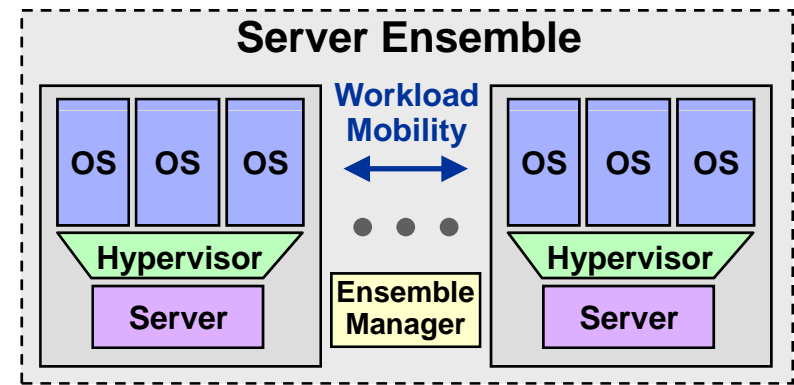 Server Ensemble
Workload
Mobility
OS OS OS
OS OS OS
Hypervisor
Hypervisor
Ensemble
Manager
Server
Server